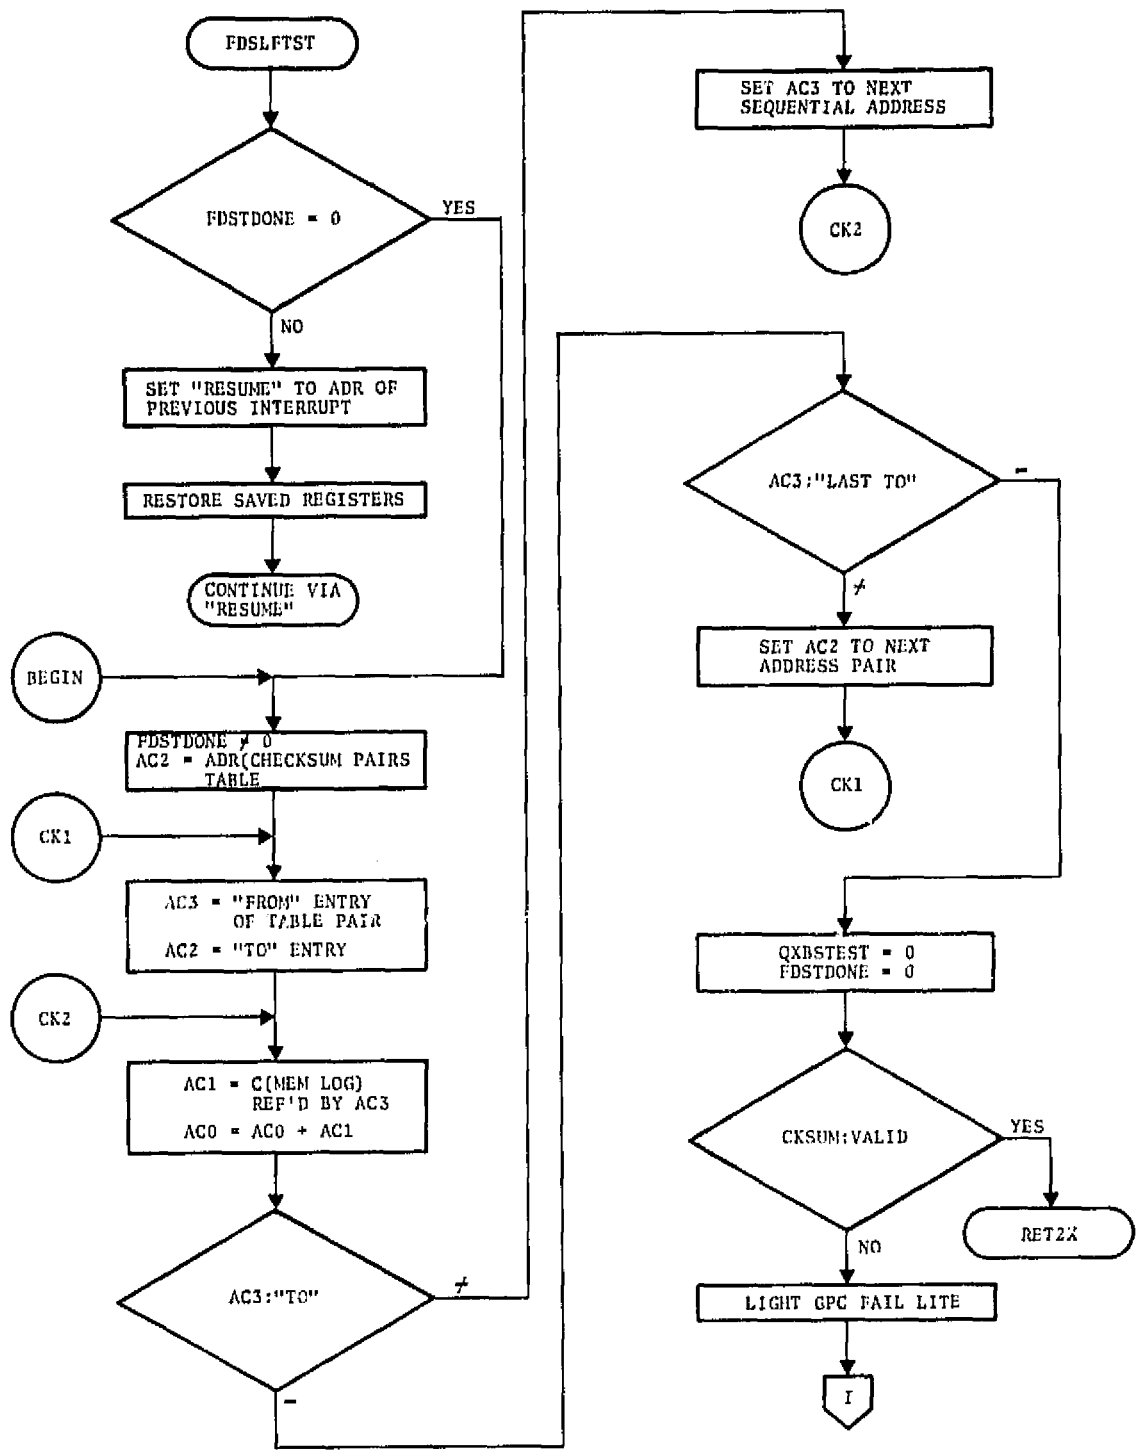 FDSLFTST
FDSTDONE = 0
YES
NO
SET "RESUME" TO ADR OF
PREVIOUS INTERRUPT
RESTORE SAVED REGISTERS
CONTINUE VIA
"RESUME"
BEGIN
FDSTDONE ≠ 0
AC2 = ADR(CHECKSUM PAIRS
TABLE
CK1
AC3 = "FROM" ENTRY
OF TABLE PAIR
AC2 = "TO" ENTRY
CK2
AC1 = C(MEM LOG)
REF'D BY AC3
AC0 = AC0 + AC1
AC3:"TO"
≠
=
SET AC3 TO NEXT
SEQUENTIAL ADDRESS
CK2
AC3:"LAST TO"
=
≠
SET AC2 TO NEXT
ADDRESS PAIR
CK1
QXBSTEST = 0
FDSTDONE = 0
CKSUM:VALID
YES
RET2X
NO
LIGHT GPC FAIL LITE
I